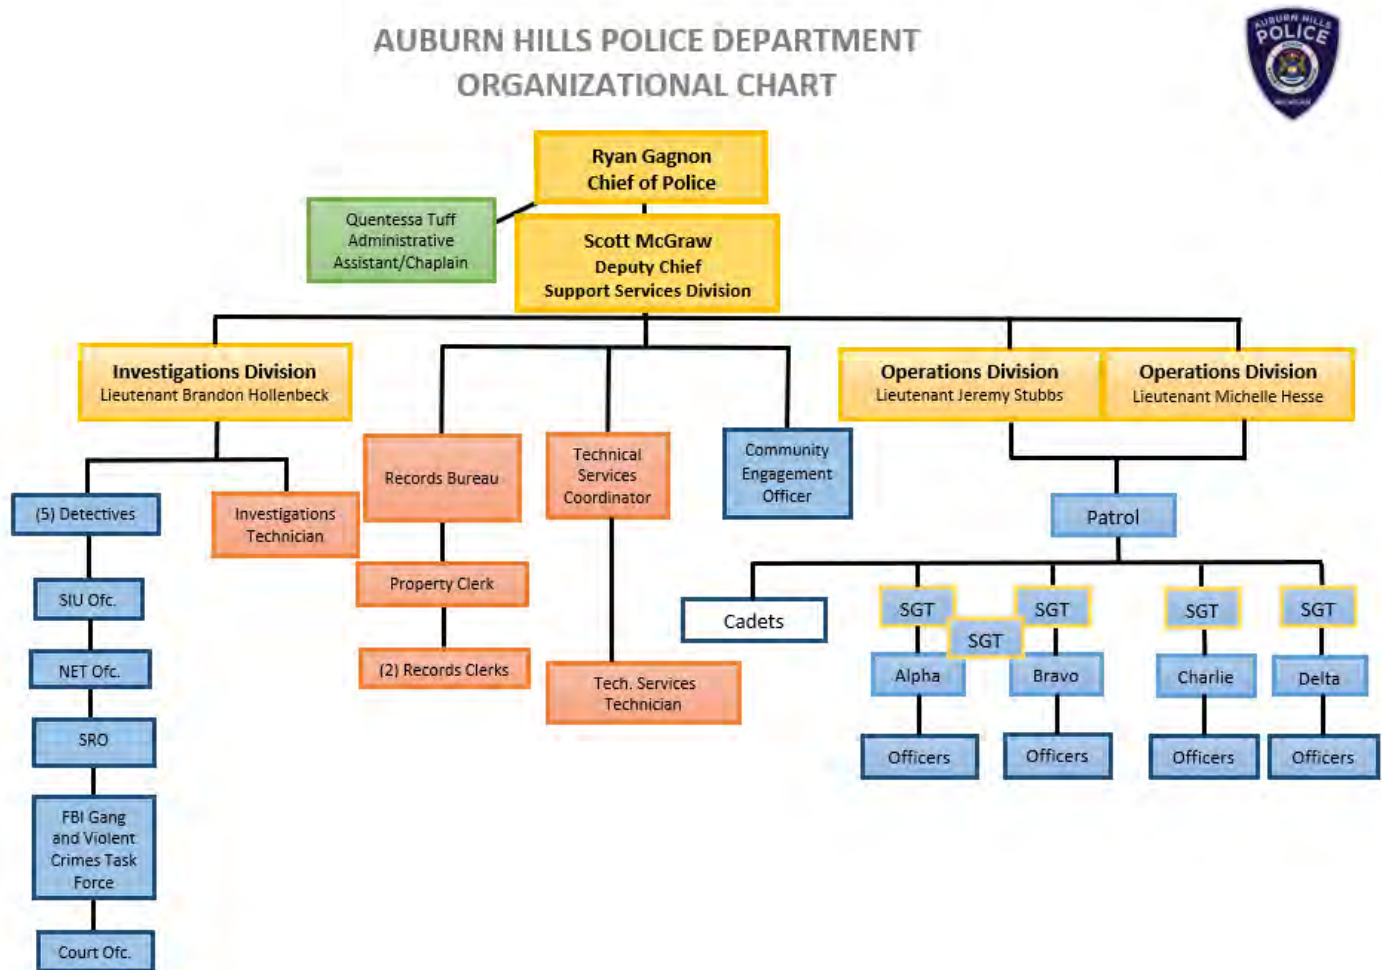 AUBURN HILLS POLICE DEPARTMENT
ORGANIZATIONAL CHART
AUBURN HILLS
POLICE
MICHIGAN
Ryan Gagnon
Chief of Police
Quentessa Tuff
Administrative
Assistant/Chaplain
Scott McGraw
Deputy Chief
Support Services Division
Investigations Division
Lieutenant Brandon Hollenbeck
Operations Division
Lieutenant Jeremy Stubbs
Operations Division
Lieutenant Michelle Hesse
Records Bureau
Technical
Services
Coordinator
Community
Engagement
Officer
(5) Detectives
Investigations
Technician
Patrol
Property Clerk
SIU Ofc.
Cadets
SGT
SGT
SGT
SGT
SGT
NET Ofc.
(2) Records Clerks
Tech. Services
Technician
Alpha
Bravo
Charlie
Delta
SRO
Officers
Officers
Officers
Officers
FBI Gang
and Violent
Crimes Task
Force
Court Ofc.